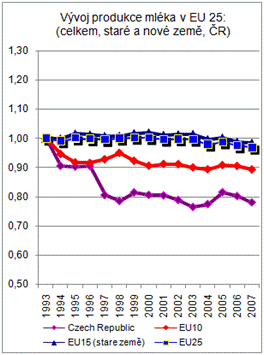 Vývoj produkce mléka v EU 25:
(celkem, staré a nové země, ČR)
1,30
1,20
1,10
1,00
0,90
0,80
0,70
0,60
0,50
1993 1994 1995 1996 1997 1998 1999 2000 2001 2002 2003 2004 2005 2006 2007
Czech Republic EU10
EU15 (stare země) EU25